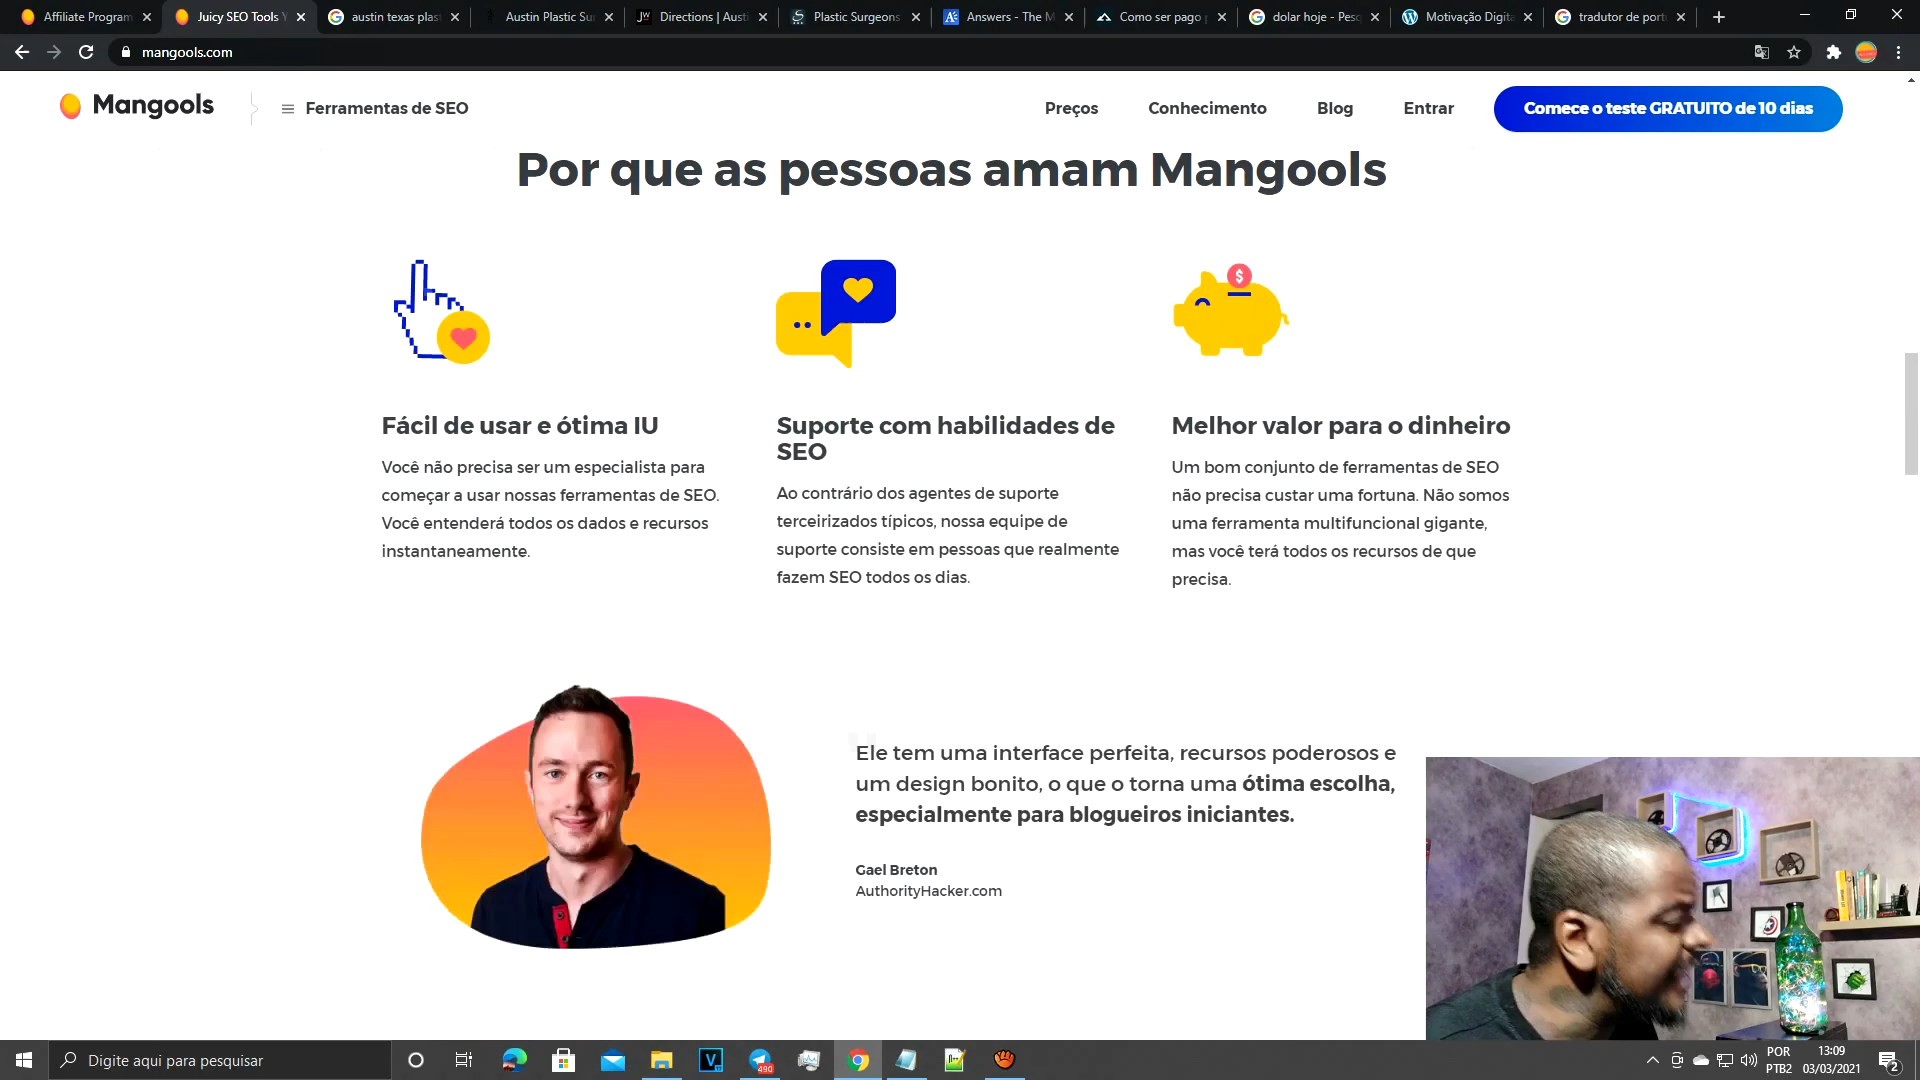 Affiliate Program
Juicy SEO Tools Y
austin texas plas
Austin Plastic Su
Directions | Aust
Plastic Surgeons
Answers - The M
Como ser pago
dolar hoje - Pesq
Motivação Digita
tradutor de port
mangools.com
Mangools
Ferramentas de SEO
Preços
Conhecimento
Blog
Entrar
Comece o teste GRATUITO de 10 dias
Por que as pessoas amam Mangools
Fácil de usar e ótima IU
Você não precisa ser um especialista para
começar a usar nossas ferramentas de SEO.
Você entenderá todos os dados e recursos
instantaneamente.
Suporte com habilidades de
SEO
Ao contrário dos agentes de suporte
terceirizados típicos, nossa equipe de
suporte consiste em pessoas que realmente
fazem SEO todos os dias.
$
Melhor valor para o dinheiro
Um bom conjunto de ferramentas de SEO
não precisa custar uma fortuna. Não somos
uma ferramenta multifuncional gigante,
mas você terá todos os recursos de que
precisa.
Ele tem uma interface perfeita, recursos poderosos e
um design bonito, o que o torna uma ótima escolha,
especialmente para blogueiros iniciantes.
Gael Breton
AuthorityHacker.com
Digite aqui para pesquisar
490
POR
PTB2
13:09
03/03/2021
2